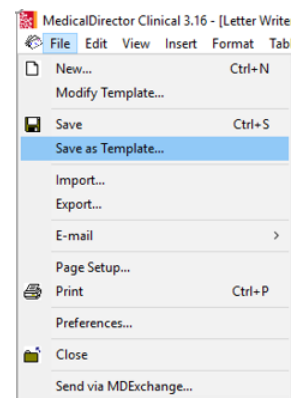 MedicalDirector Clinical 3.16 - [Letter Write
File Edit View Insert Format Tab
New... Ctrl+N
Modify Template...
Save Ctrl+S
Save as Template...
Import...
Export...
E-mail >
Page Setup...
Print Ctrl+P
Preferences...
Close
Send via MDExchange...